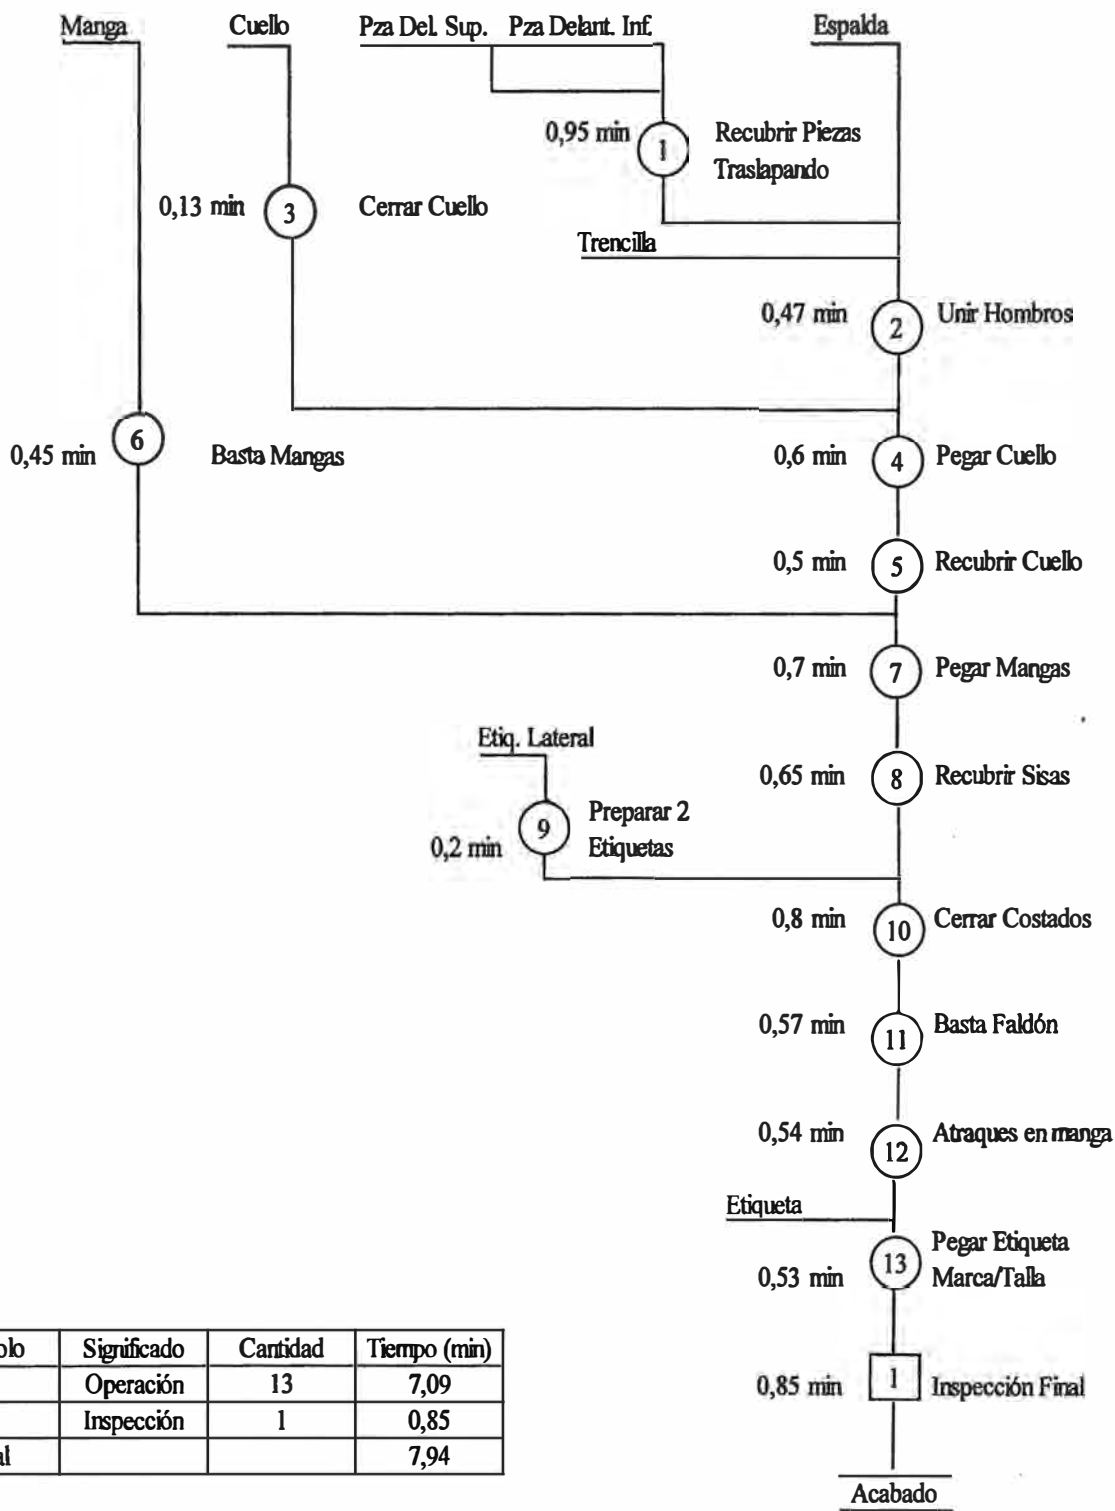 Manga
Cuello
Pza Del. Sup. Pza Delant. Inf.
Espalda
0,95 min
1
Recubrir Piezas
Traslapando
0,13 min
3
Cerrar Cuello
Trencilla
0,47 min
2
Unir Hombros
0,45 min
6
Basta Mangas
0,6 min
4
Pegar Cuello
0,5 min
5
Recubrir Cuello
0,7 min
7
Pegar Mangas
Etiq. Lateral
0,65 min
8
Recubrir Sisas
0,2 min
9
Preparar 2
Etiquetas
0,8 min
10
Cerrar Costados
0,57 min
11
Basta Faldón
0,54 min
12
Atraques en manga
Etiqueta
0,53 min
13
Pegar Etiqueta
Marca/Talla
0,85 min
1
Inspección Final
Acabado
olo Significado Cantidad Tiempo (min)
Operación 13 7,09
Inspección 1 0,85
al 7,94